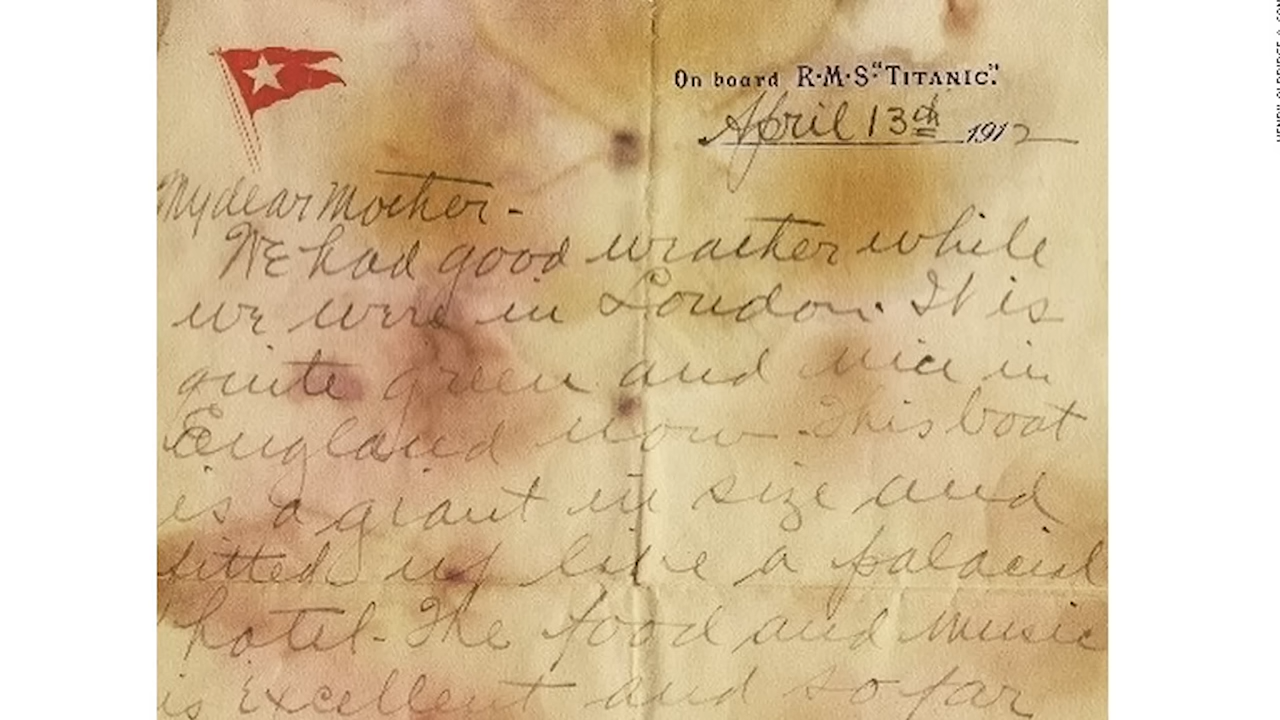 On board R·M·S "TITANIC".
April 13th 1912
My dear Mother -
We had good weather while
we were in London. It is
quite green and nice in
England now. This boat
is a giant in size and
fitted up like a palacial
hotel. The food and music
is excellent and so far